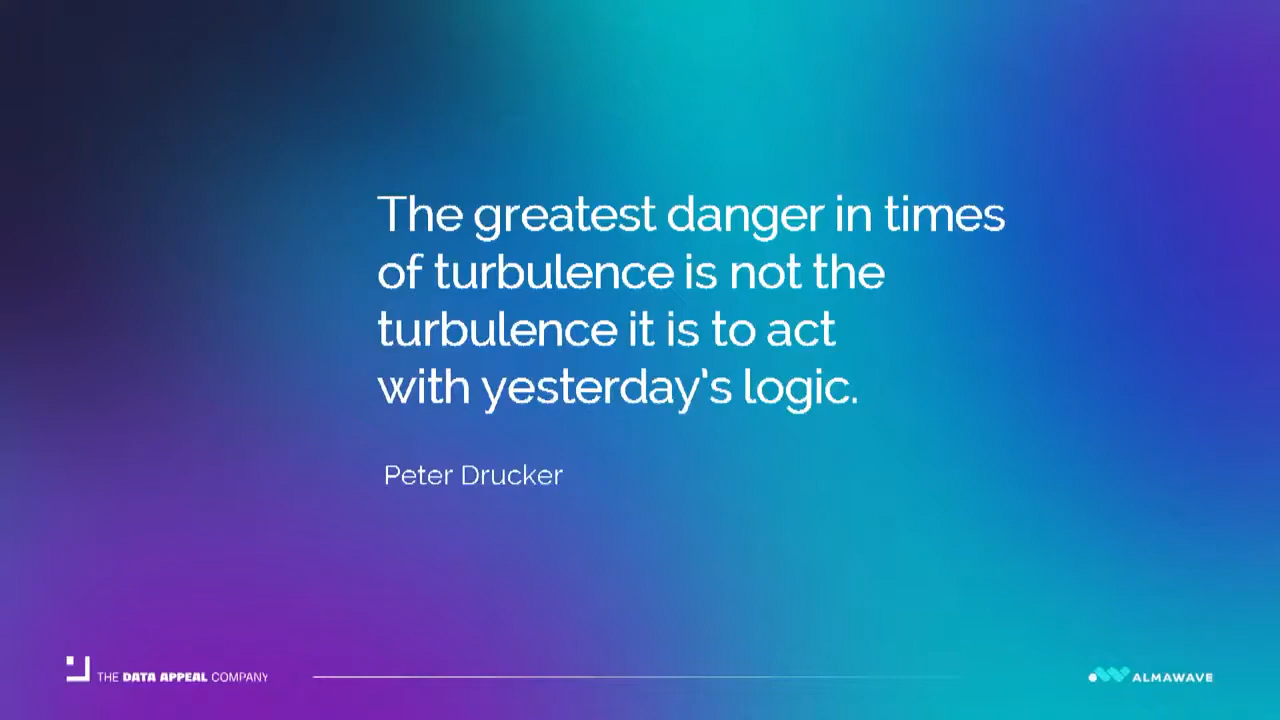 The greatest danger in times
of turbulence is not the
turbulence it is to act
with yesterday's logic.
Peter Drucker
THE DATA APPEAL COMPANY
ALMAWAVE